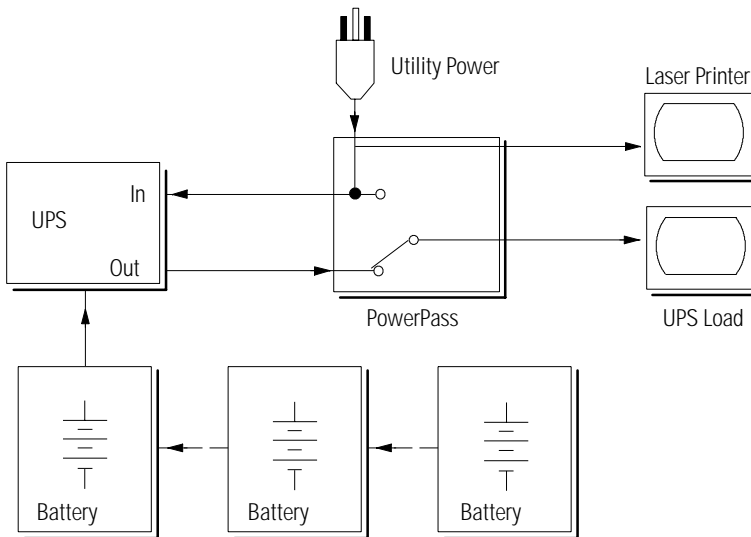 Utility Power
Laser Printer
In
UPS
Out
PowerPass
UPS Load
Battery
Battery
Battery